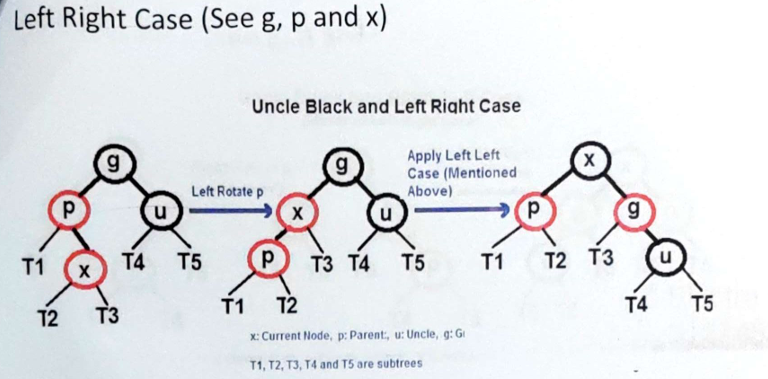 Left Right Case (See g, p and x)
Uncle Black and Left Right Case
g
p
u
T1
x
T4
T5
T2
T3
Left Rotate p
g
x
u
p
T3
T4
T5
T1
T2
Apply Left Left
Case (Mentioned
Above)
x
p
g
T1
T2
T3
u
T4
T5
x: Current Node, p: Parent:, u: Uncle, g: G
T1, T2, T3, T4 and T5 are subtrees